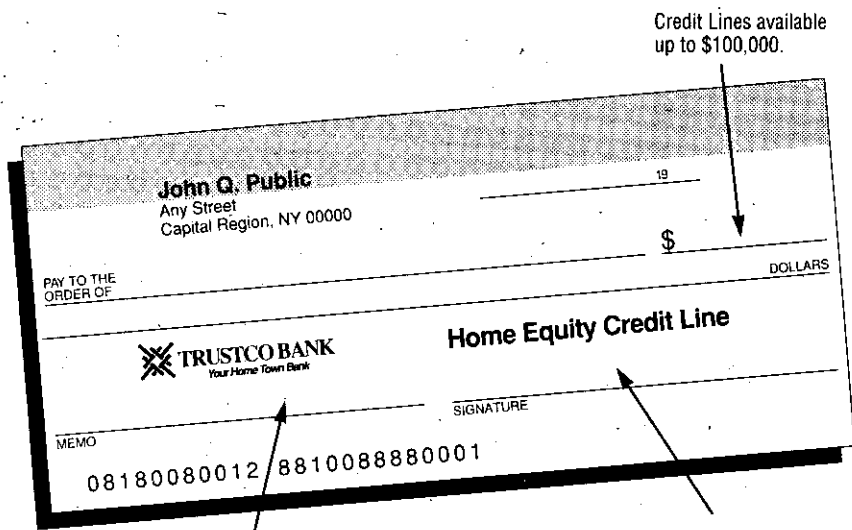 Credit Lines available
up to $100,000.
John Q. Public
Any Street
Capital Region, NY 00000
19
PAY TO THE
ORDER OF
$
DOLLARS
TRUSTCO BANK
Your Home Town Bank
Home Equity Credit Line
MEMO
SIGNATURE
08180080012 8810088880001